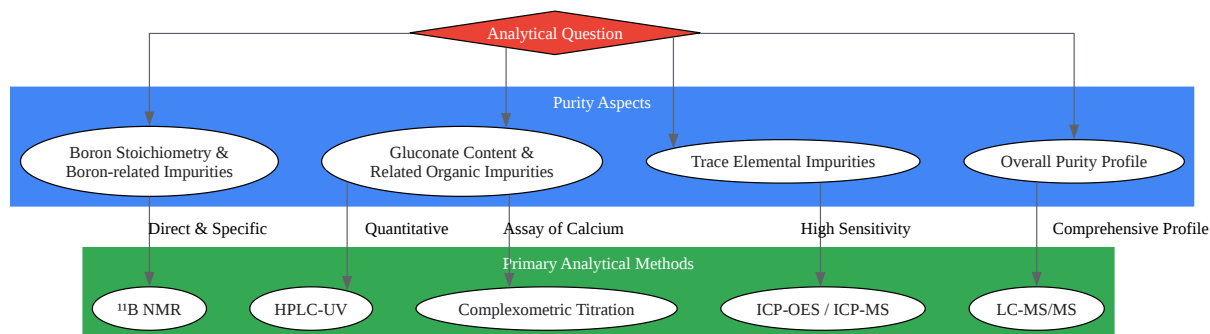 Analytical Question
Purity Aspects
Boron Stoichiometry &
Boron-related Impurities
Gluconate Content &
Related Organic Impurities
Trace Elemental Impurities
Overall Purity Profile
Direct & Specific
Quantitative
Assay of Calcium
High Sensitivity
Comprehensive Profile
Primary Analytical Methods
¹¹B NMR
HPLC-UV
Complexometric Titration
ICP-OES / ICP-MS
LC-MS/MS